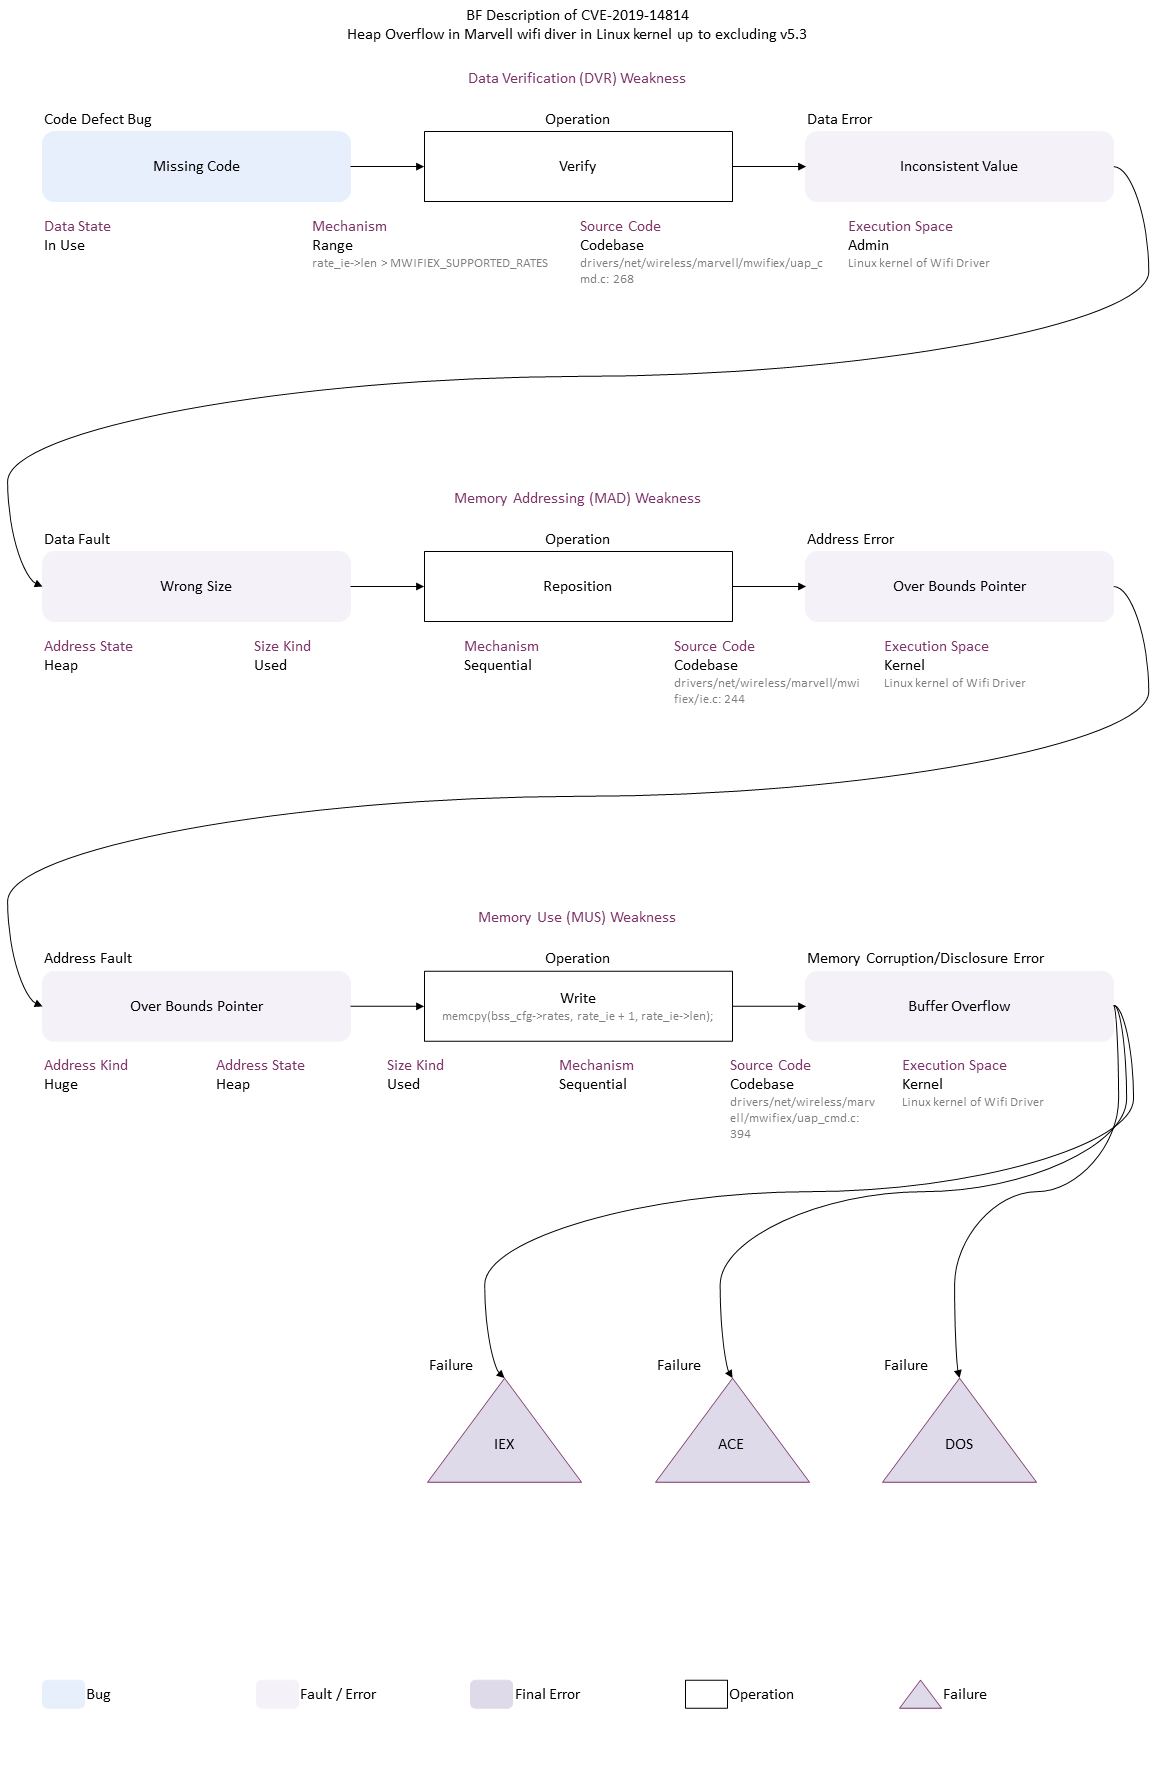 BF Description of CVE-2019-14814
Heap Overflow in Marvell wifi diver in Linux kernel up to excluding v5.3
Data Verification (DVR) Weakness
Code Defect Bug
Operation
Data Error
Missing Code
Verify
Inconsistent Value
Data State
Mechanism
Source Code
Execution Space
In Use
Range
Codebase
Admin
rate_ie->len > MWIFIEX_SUPPORTED_RATES
drivers/net/wireless/marvell/mwifiex/uap_c
md.c: 268
Linux kernel of Wifi Driver
Memory Addressing (MAD) Weakness
Data Fault
Operation
Address Error
Wrong Size
Reposition
Over Bounds Pointer
Address State
Size Kind
Mechanism
Source Code
Execution Space
Heap
Used
Sequential
Codebase
Kernel
drivers/net/wireless/marvell/mwi
fiex/ie.c: 244
Linux kernel of Wifi Driver
Memory Use (MUS) Weakness
Address Fault
Operation
Memory Corruption/Disclosure Error
Over Bounds Pointer
Write
memcpy(bss_cfg->rates, rate_ie + 1, rate_ie->len);
Buffer Overflow
Address Kind
Address State
Size Kind
Mechanism
Source Code
Execution Space
Huge
Heap
Used
Sequential
Codebase
Kernel
drivers/net/wireless/marv
ell/mwifiex/uap_cmd.c:
394
Linux kernel of Wifi Driver
Failure
Failure
Failure
IEX
ACE
DOS
Bug
Fault / Error
Final Error
Operation
Failure